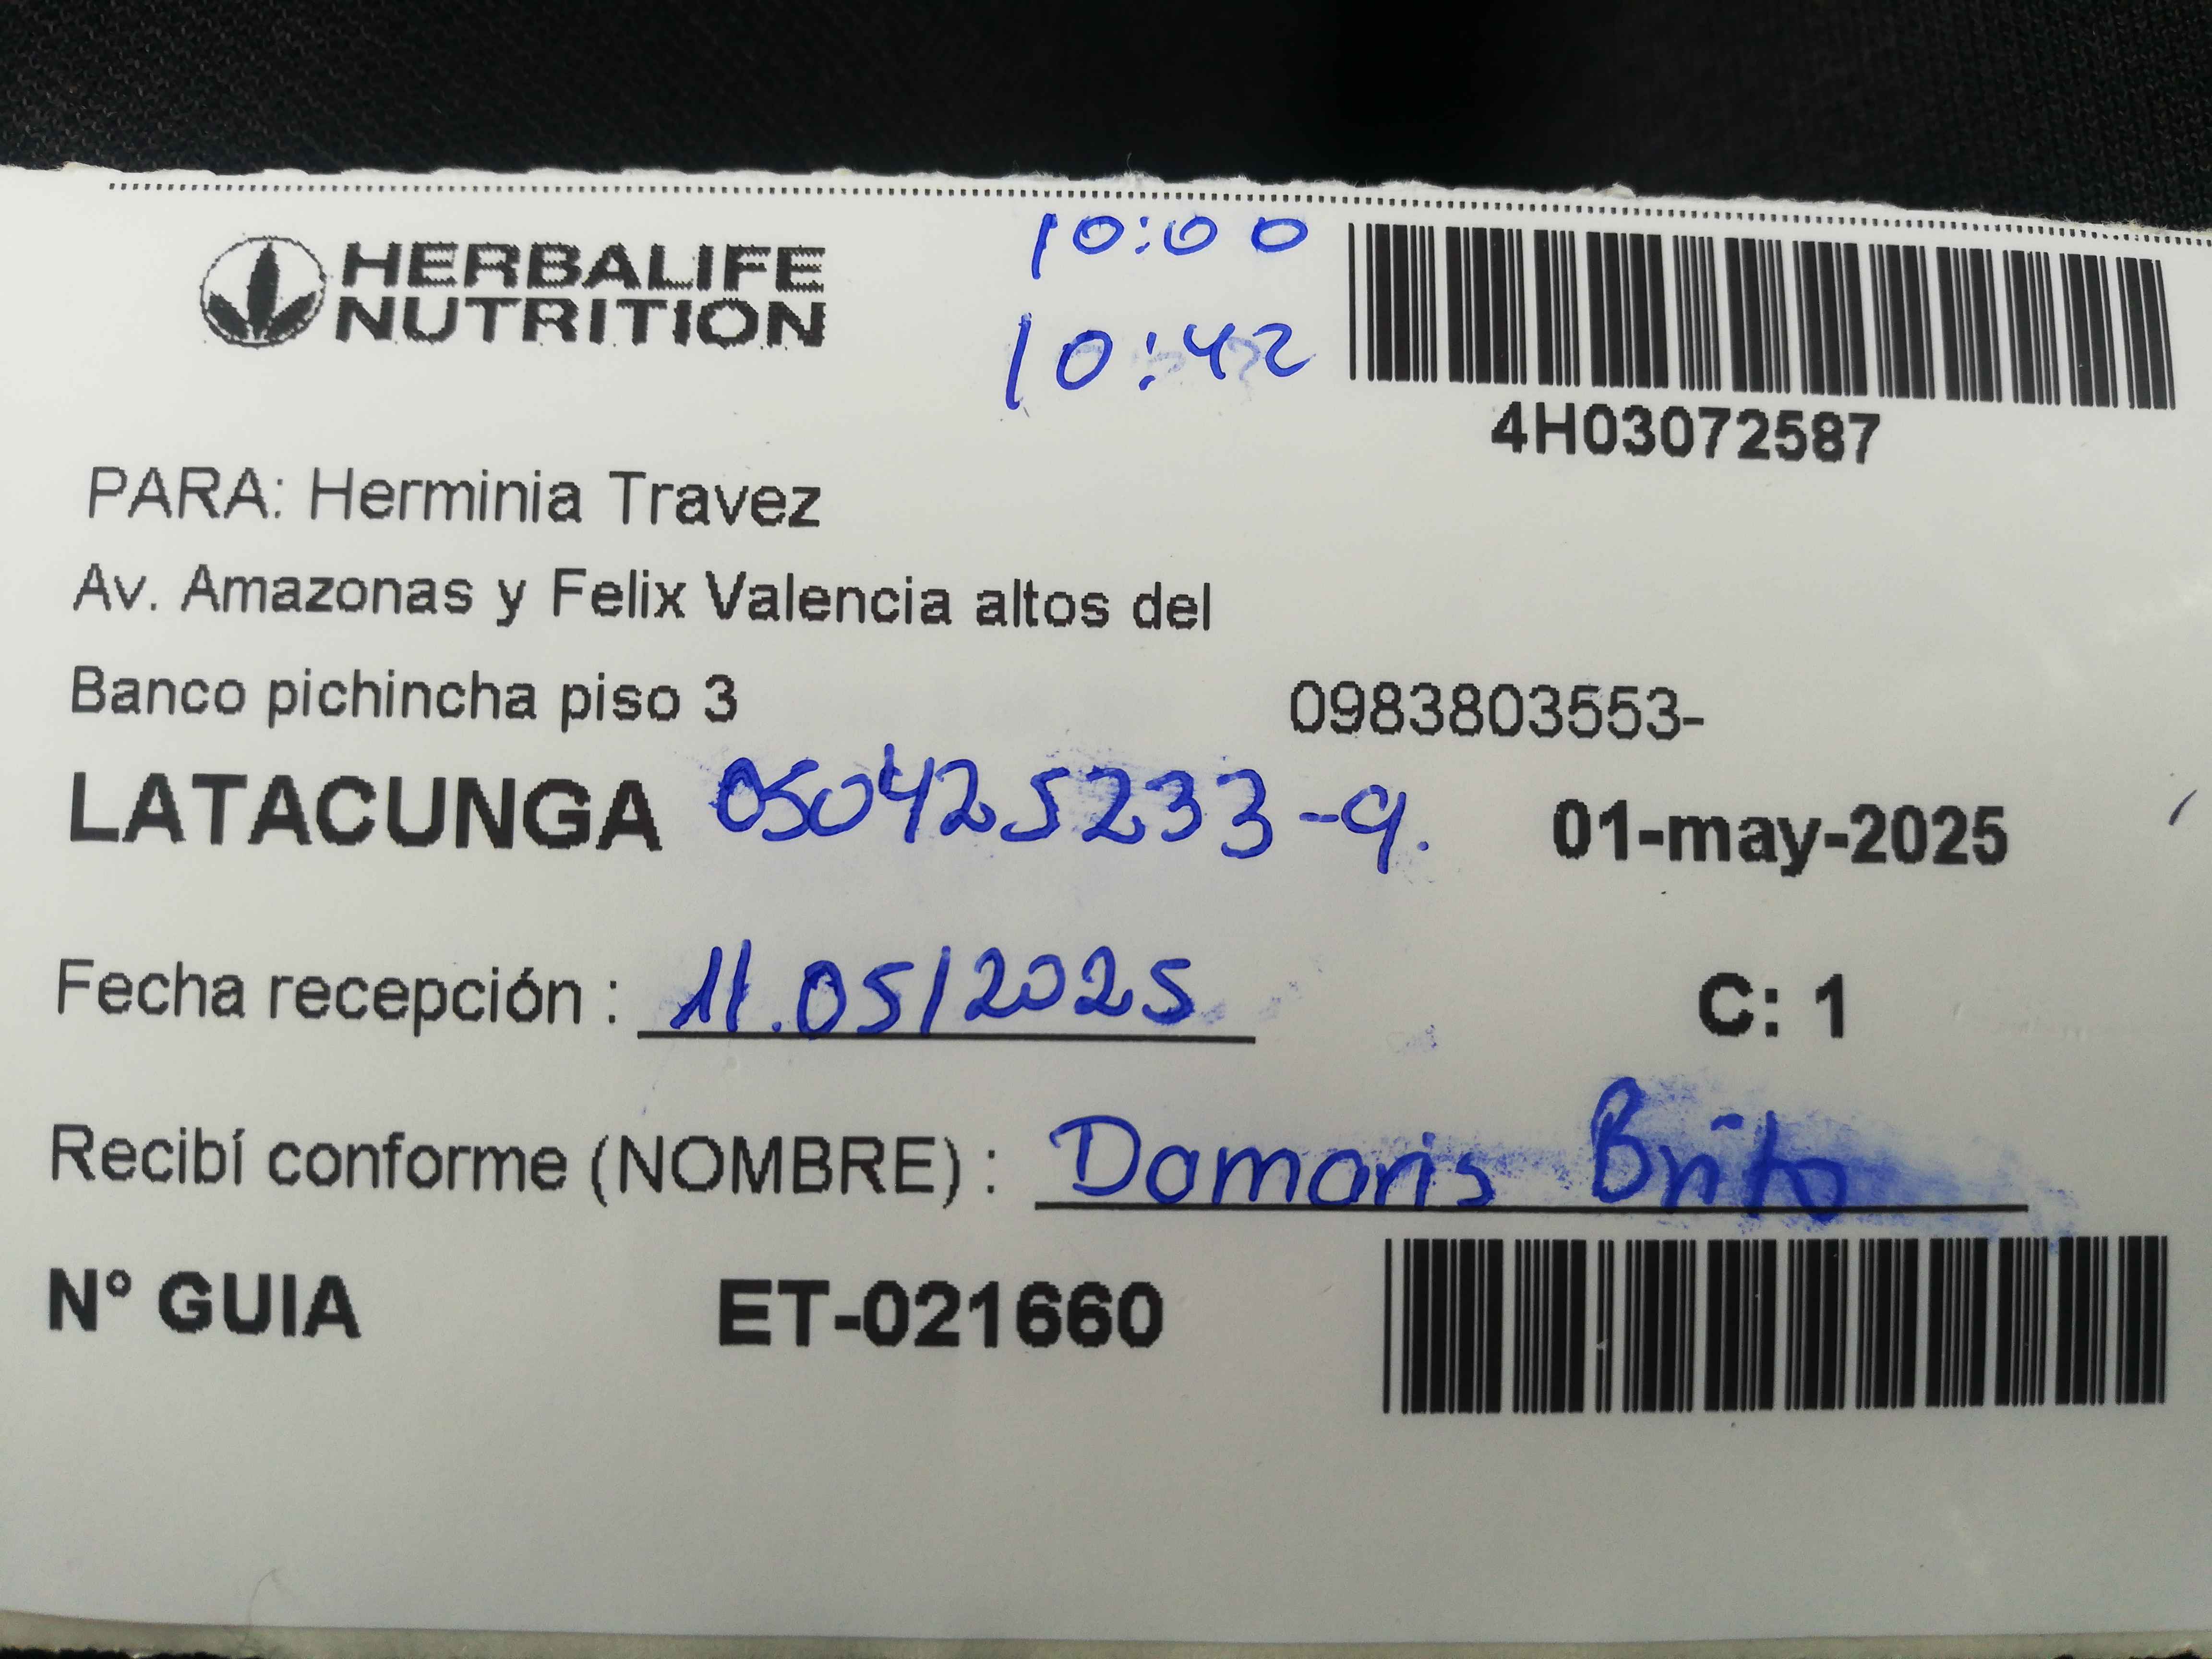 HERBALIFE
NUTRITION
10:00
10:42
4H03072587
PARA: Herminia Travez
Av. Amazonas y Felix Valencia altos del
Banco pichincha piso 3 0983803553-
LATACUNGA 050425233-9. 01-may-2025
Fecha recepción : 11.05/2025 C: 1
Recibí conforme (NOMBRE) : Damaris Brito
N° GUIA ET-021660